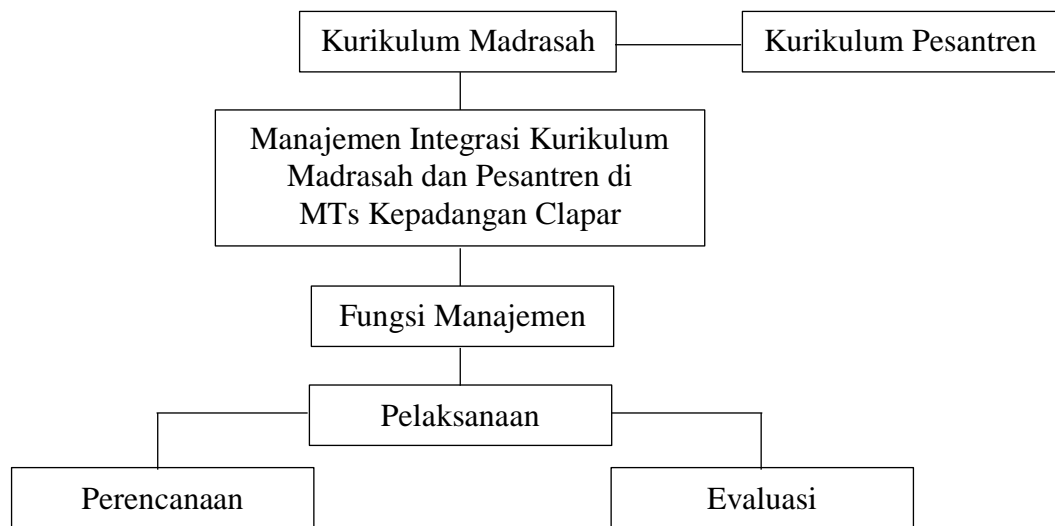 Kurikulum Madrasah
Kurikulum Pesantren
Manajemen Integrasi Kurikulum
Madrasah dan Pesantren di
MTs Kepadangan Clapar
Fungsi Manajemen
Pelaksanaan
Perencanaan
Evaluasi